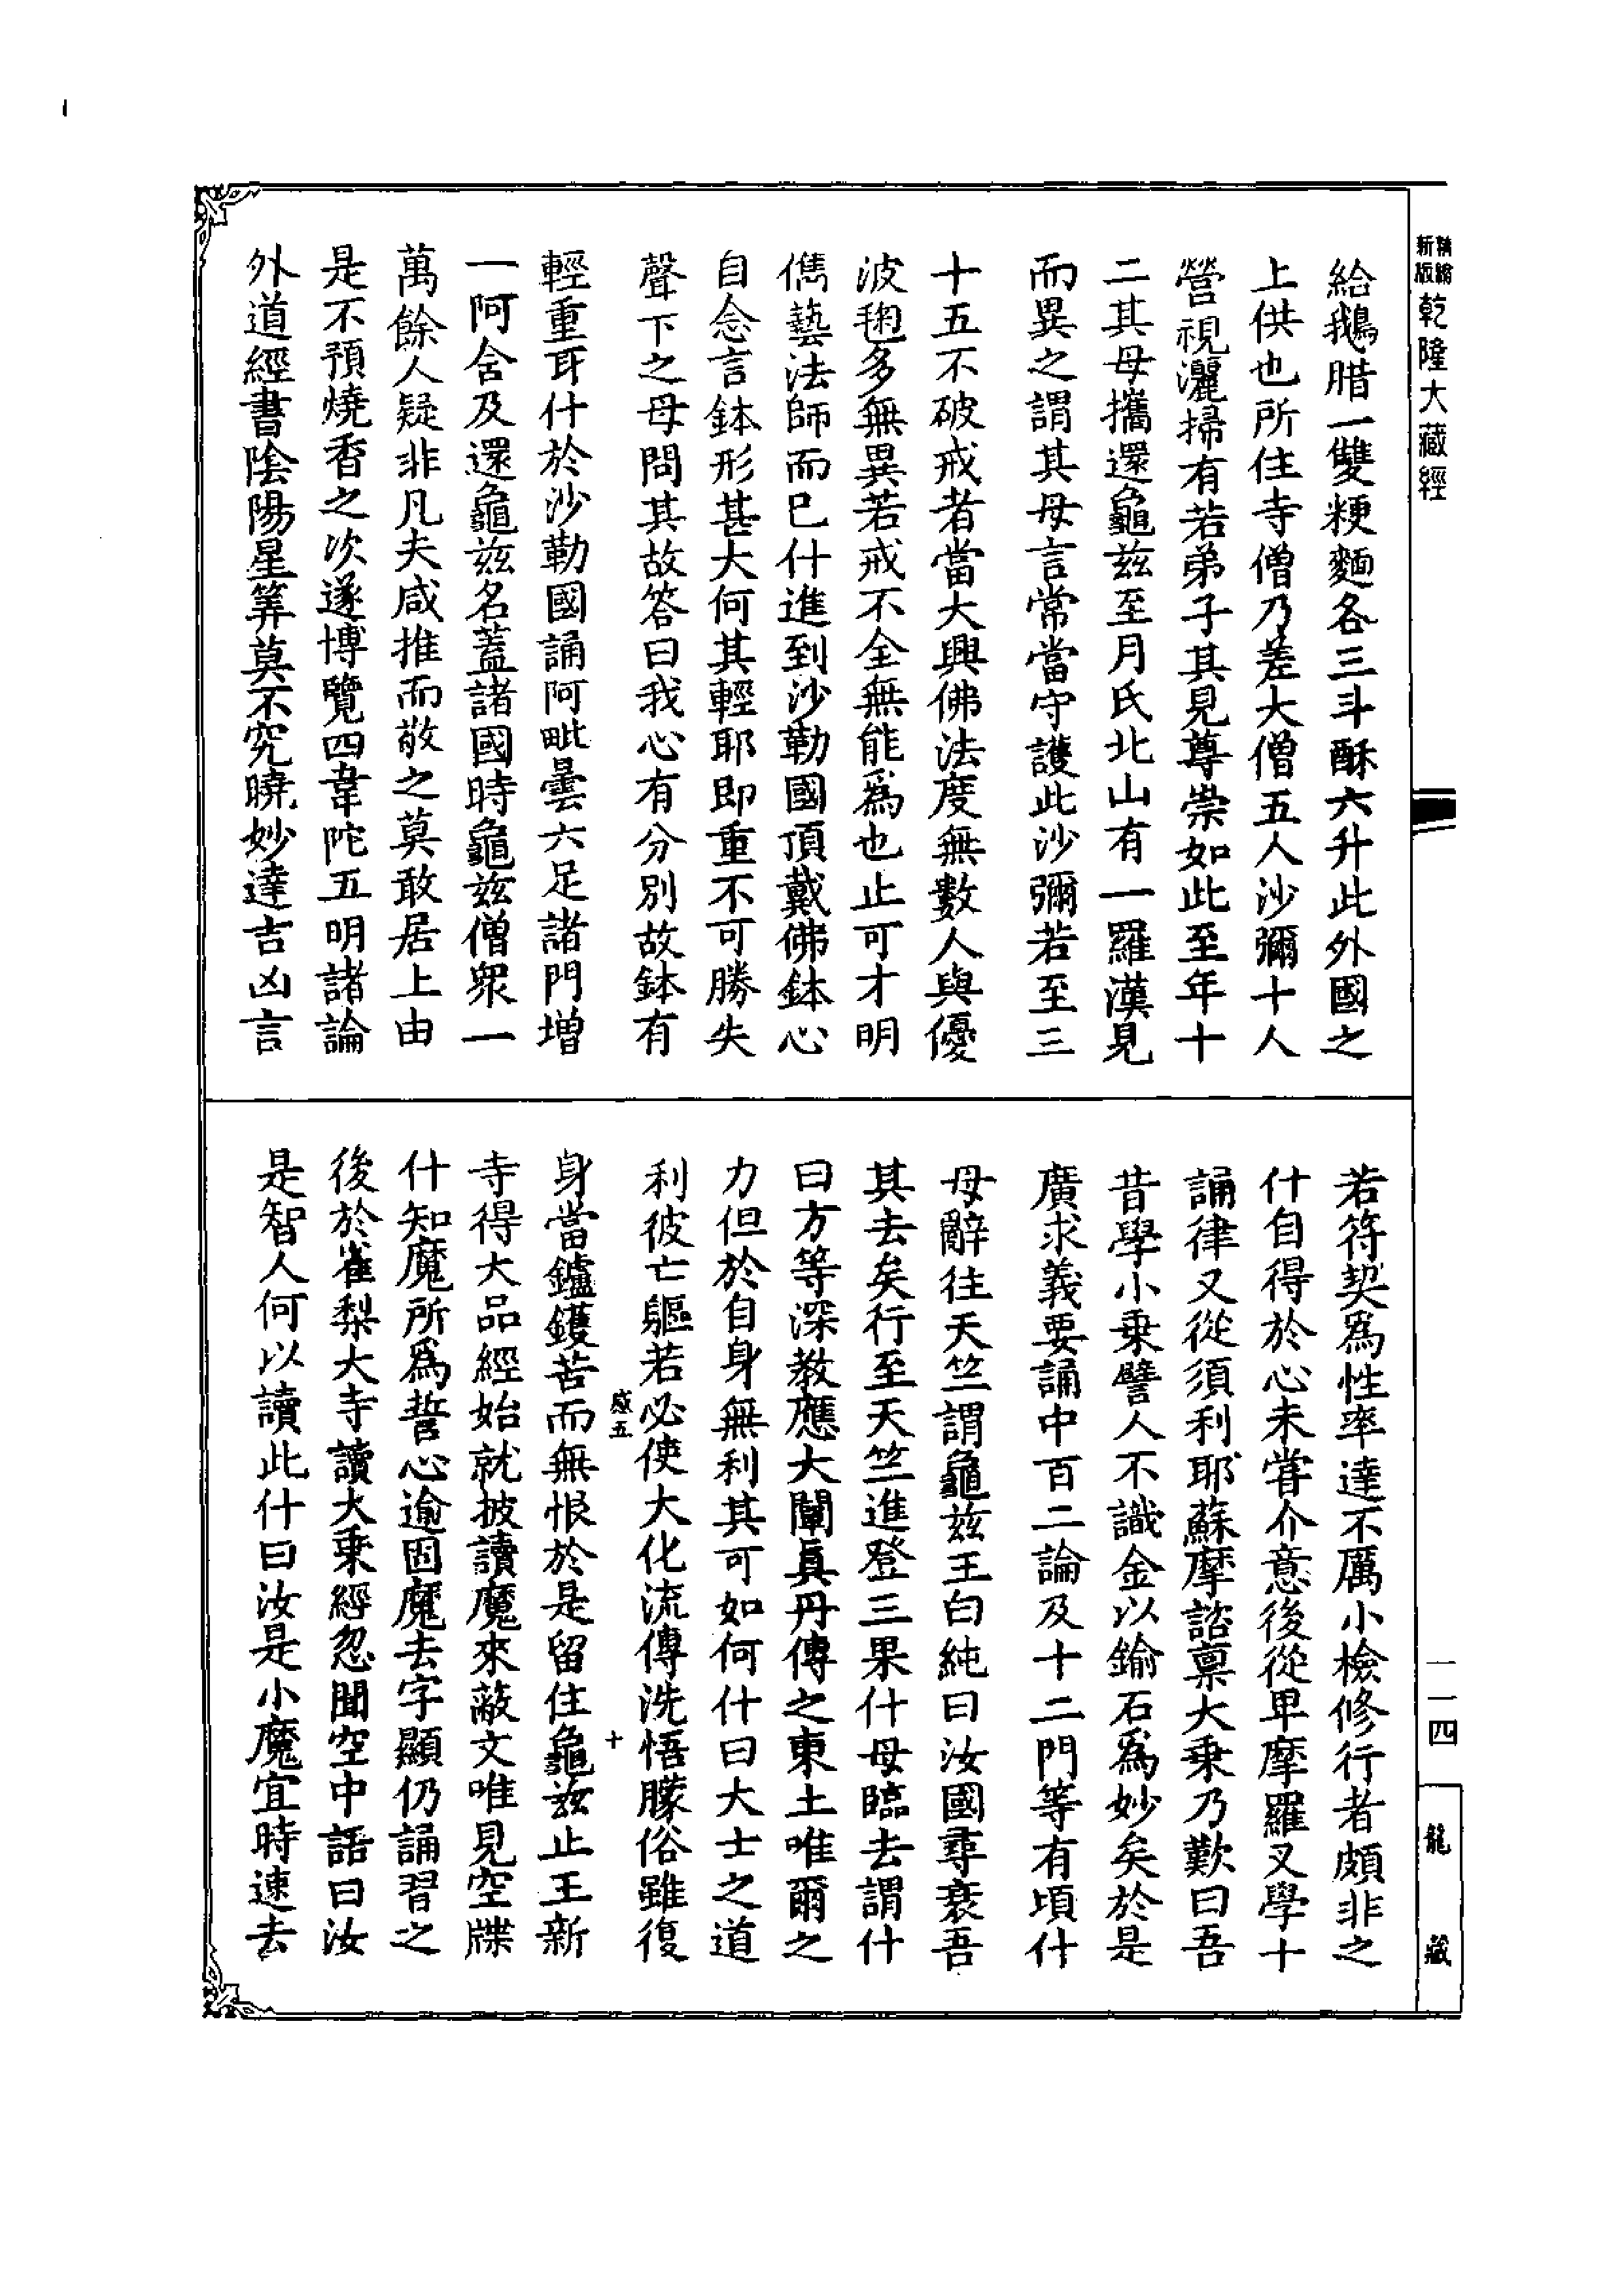 精縮新版乾隆大藏經
給鵝腊一雙粳麵各三斗酥六升此外國之
上供也所住寺僧乃差大僧五人沙彌十人
營視灑掃有若弟子其見尊崇如此至年十
二其母攜還龜茲至月氏北山有一羅漢見
而異之謂其母言常當守護此沙彌若至三
十五不破戒者當大興佛法度無數人與優
波毱多無異若戒不全無能爲也止可才明
儁藝法師而巳什進到沙勒國頂戴佛鉢心
自念言鉢形甚大何其輕耶即重不可勝失
聲下之母問其故答曰我心有分別故鉢有
輕重耳什於沙勒國誦阿毗曇六足諸門增
一阿含及還龜茲名蓋諸國時龜茲僧眾一
萬餘人疑非凡夫咸推而敬之莫敢居上由
是不預燒香之次遂博覽四韋陀五明諸論
外道經書陰陽星筭莫不究曉妙達吉凶言
若符契爲性率達不厲小檢修行者頗非之
什自得於心未嘗介意後從卑摩羅叉學十
誦律又從須利耶蘇摩諮禀大乘乃歎曰吾
昔學小乘譬人不識金以鍮石爲妙矣於是
廣求義要誦中百二論及十二門等有頃什
母辭往天竺謂龜茲王白純曰汝國尋衰吾
其去矣行至天竺進登三果什母臨去謂什
曰方等深教應大闡真丹傳之東土唯爾之
力但於自身無利其可如何什曰大士之道
利彼亡軀若必使大化流傳洗悟矇俗雖復
感五 十
身當鑪鑊苦而無恨於是留住龜茲止王新
寺得大品經始就披讀魔來蔽文唯見空牒
什知魔所爲誓心逾固魔去字顯仍誦習之
後於雀梨大寺讀大乘經忽聞空中語曰汝
是智人何以讀此什曰汝是小魔宜時速去
一一四
龍藏